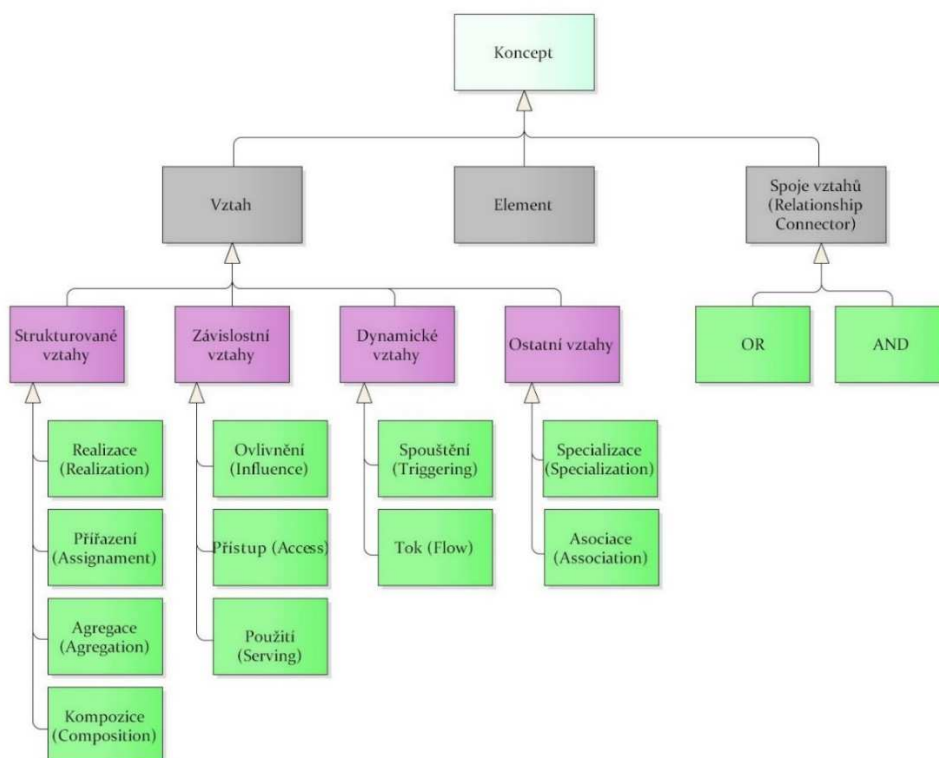 Koncept
Vztah
Element
Spoje vztahů
(Relationship
Connector)
Strukturované
vztahy
Závislostní
vztahy
Dynamické
vztahy
Ostatní vztahy
OR
AND
Realizace
(Realization)
Ovlivnění
(Influence)
Spouštění
(Triggering)
Specializace
(Specialization)
Přiřazení
(Assignament)
Přístup (Access)
Tok (Flow)
Asociace
(Association)
Agregace
(Agregation)
Použití
(Serving)
Kompozice
(Composition)